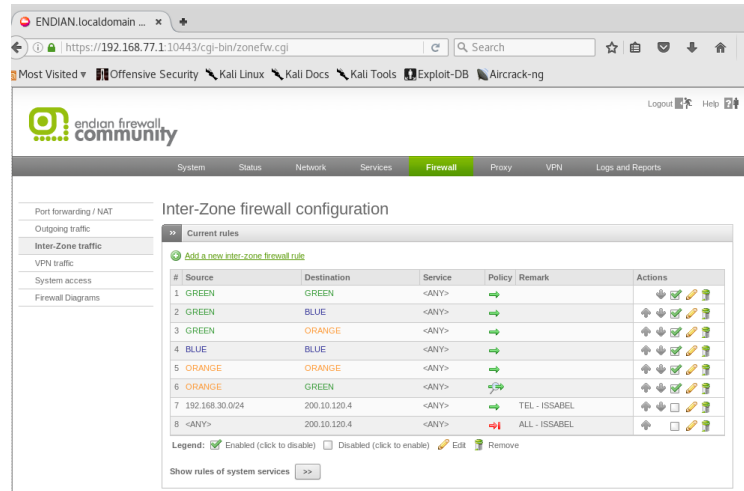 ENDIAN.localdomain ...
https://192.168.77.1:10443/cgi-bin/zonefw.cgi
Search
Most Visited
Offensive Security
Kali Linux
Kali Docs
Kali Tools
Exploit-DB
Aircrack-ng
endian firewall
community
Logout
Help
System Status Network Services Firewall Proxy VPN Logs and Reports
Port forwarding / NAT
Outgoing traffic
Inter-Zone traffic
VPN traffic
System access
Firewall Diagrams
Inter-Zone firewall configuration
>> Current rules
Add a new inter-zone firewall rule
# Source Destination Service Policy Remark Actions
1 GREEN GREEN <ANY>
2 GREEN BLUE <ANY>
3 GREEN ORANGE <ANY>
4 BLUE BLUE <ANY>
5 ORANGE ORANGE <ANY>
6 ORANGE GREEN <ANY>
7 192.168.30.0/24 200.10.120.4 <ANY> TEL - ISSABEL
8 <ANY> 200.10.120.4 <ANY> ALL - ISSABEL
Legend: Enabled (click to disable) Disabled (click to enable) Edit Remove
Show rules of system services >>